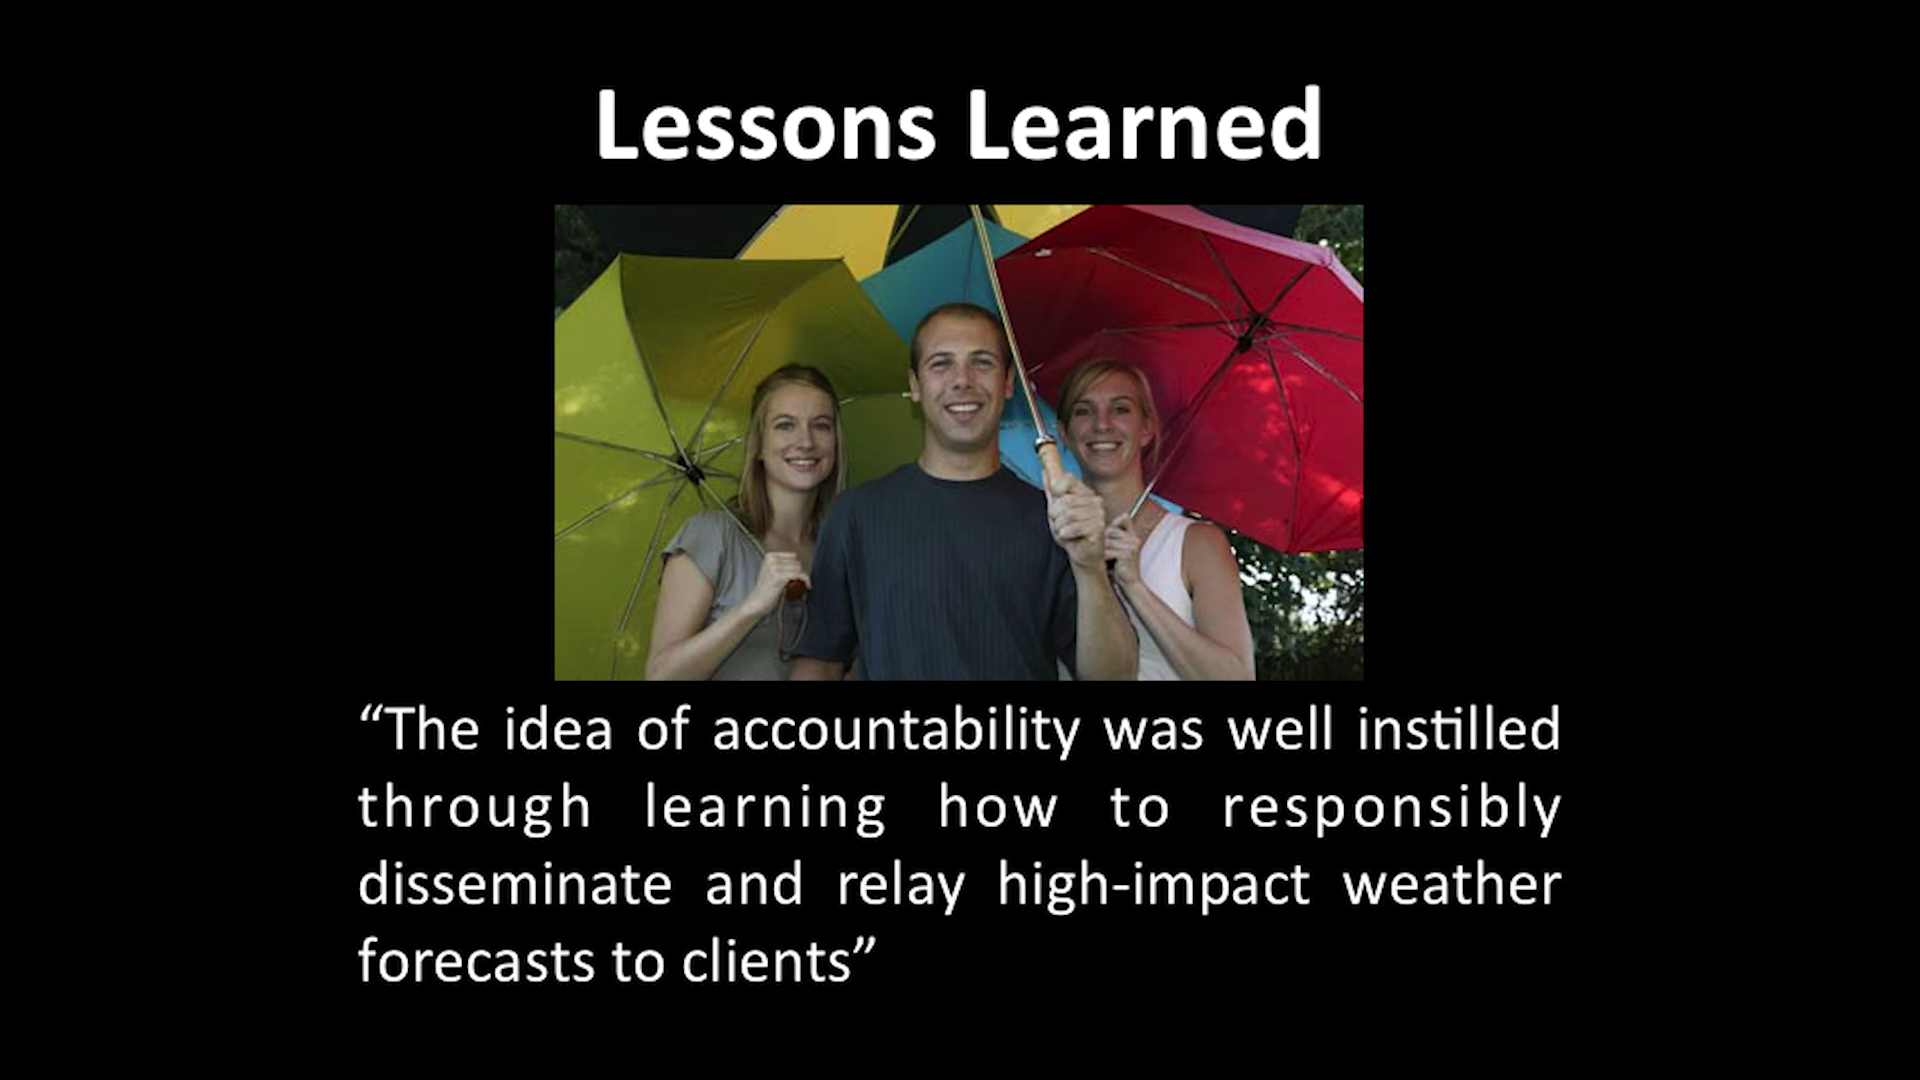 Lessons Learned
“The idea of accountability was well instilled
through learning how to responsibly
disseminate and relay high-impact weather
forecasts to clients”